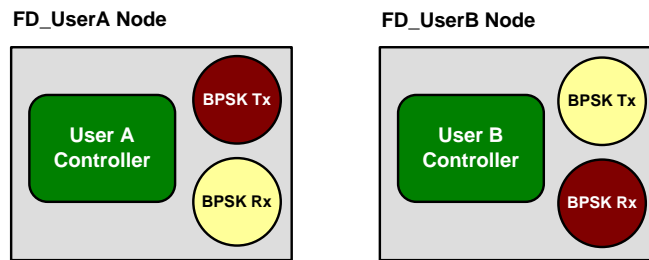 FD_UserA Node
BPSK Tx
User A
Controller
BPSK Rx
FD_UserB Node
BPSK Tx
User B
Controller
BPSK Rx